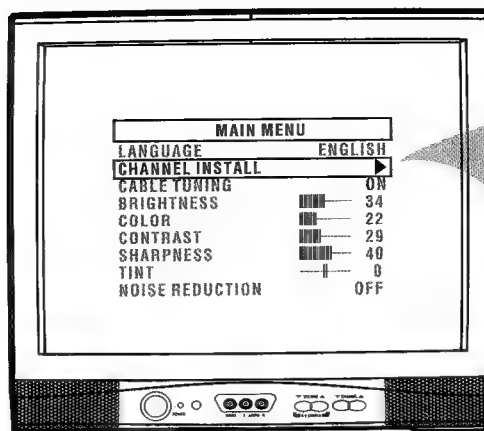 MAIN MENU
LANGUAGE ENGLISH
CHANNEL INSTALL ▶
CABLE TUNING ON
BRIGHTNESS 34
COLOR 22
CONTRAST 29
SHARPNESS 40
TINT 0
NOISE REDUCTION OFF